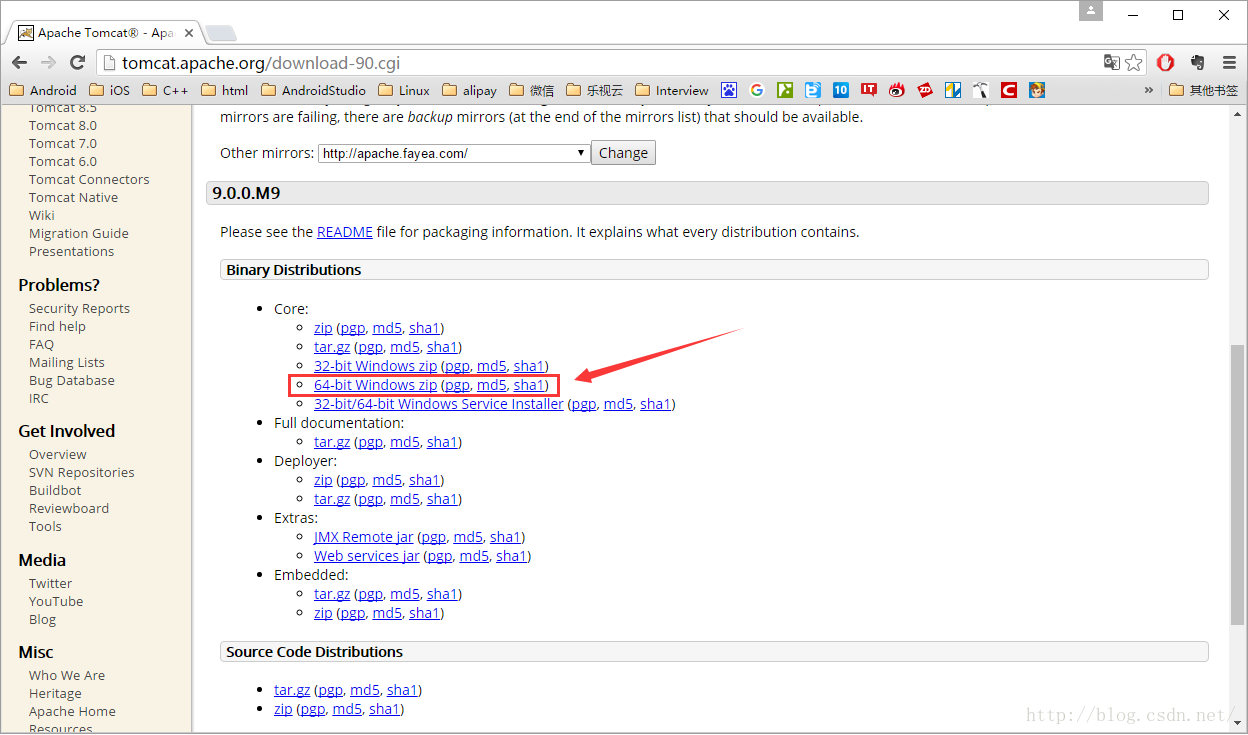 Apache Tomcat® - Apa
tomcat.apache.org/download-90.cgi
Android iOS C++ html AndroidStudio Linux alipay 微信 乐视云 Interview 10 IT ZD C » 其他书签
Tomcat 8.5
Tomcat 8.0
Tomcat 7.0
Tomcat 6.0
Tomcat Connectors
Tomcat Native
Wiki
Migration Guide
Presentations
Problems?
Security Reports
Find help
FAQ
Mailing Lists
Bug Database
IRC
Get Involved
Overview
SVN Repositories
Buildbot
Reviewboard
Tools
Media
Twitter
YouTube
Blog
Misc
Who We Are
Heritage
Apache Home
Resources
mirrors are failing, there are backup mirrors (at the end of the mirrors list) that should be available.
Other mirrors: http://apache.fayea.com/ Change
9.0.0.M9
Please see the README file for packaging information. It explains what every distribution contains.
Binary Distributions
Core:
zip (pgp, md5, sha1)
tar.gz (pgp, md5, sha1)
32-bit Windows zip (pgp, md5, sha1)
64-bit Windows zip (pgp, md5, sha1)
32-bit/64-bit Windows Service Installer (pgp, md5, sha1)
Full documentation:
tar.gz (pgp, md5, sha1)
Deployer:
zip (pgp, md5, sha1)
tar.gz (pgp, md5, sha1)
Extras:
JMX Remote jar (pgp, md5, sha1)
Web services jar (pgp, md5, sha1)
Embedded:
tar.gz (pgp, md5, sha1)
zip (pgp, md5, sha1)
Source Code Distributions
tar.gz (pgp, md5, sha1)
zip (pgp, md5, sha1)
http://blog.csdn.net/